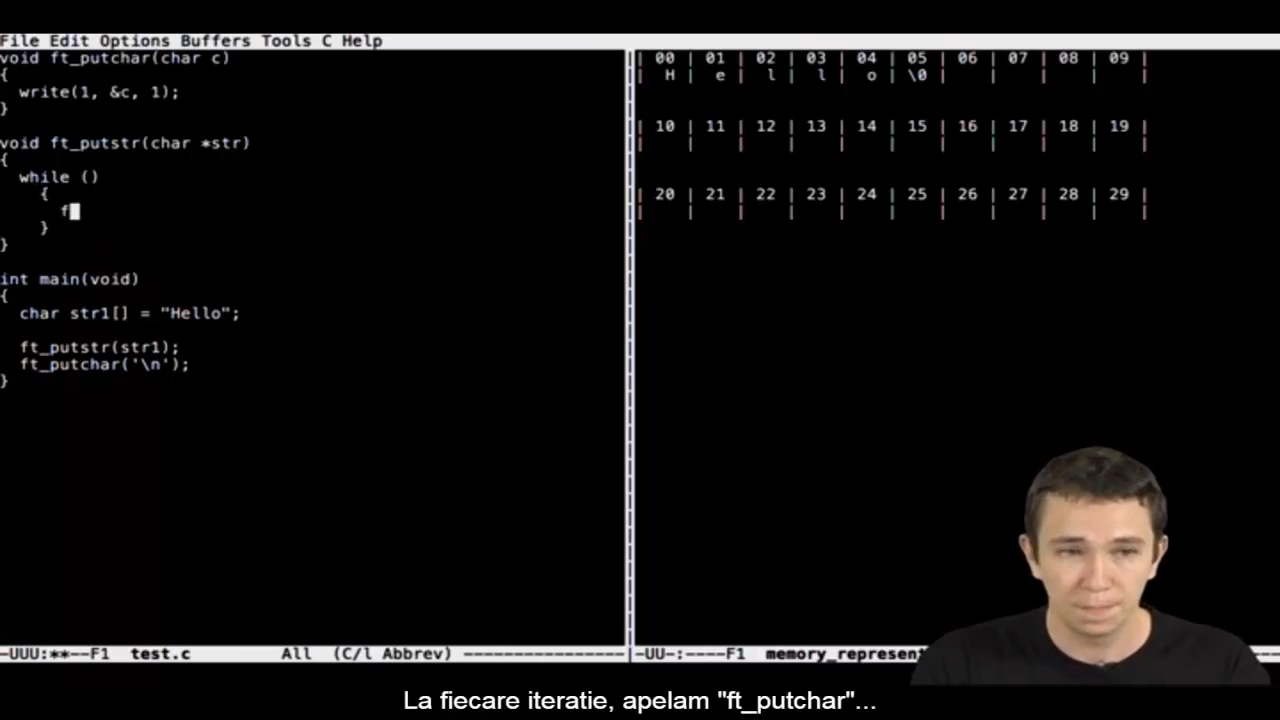 File Edit Options Buffers Tools C Help
void ft_putchar(char c)
{
write(1, &c, 1);
}
void ft_putstr(char *str)
{
while ()
{
f
}
}
int main(void)
{
char str1[] = "Hello";
ft_putstr(str1);
ft_putchar('\n');
}
-UUU:**--F1 test.c All (C/l Abbrev) ----------------
| 00 | 01 | 02 | 03 | 04 | 05 | 06 | 07 | 08 | 09 |
| H | e | l | l | o | \0 | | | | |
| 10 | 11 | 12 | 13 | 14 | 15 | 16 | 17 | 18 | 19 |
| | | | | | | | | | |
| 20 | 21 | 22 | 23 | 24 | 25 | 26 | 27 | 28 | 29 |
| | | | | | | | | | |
-UU-:----F1 memory_represent
La fiecare iteratie, apelam "ft_putchar"...